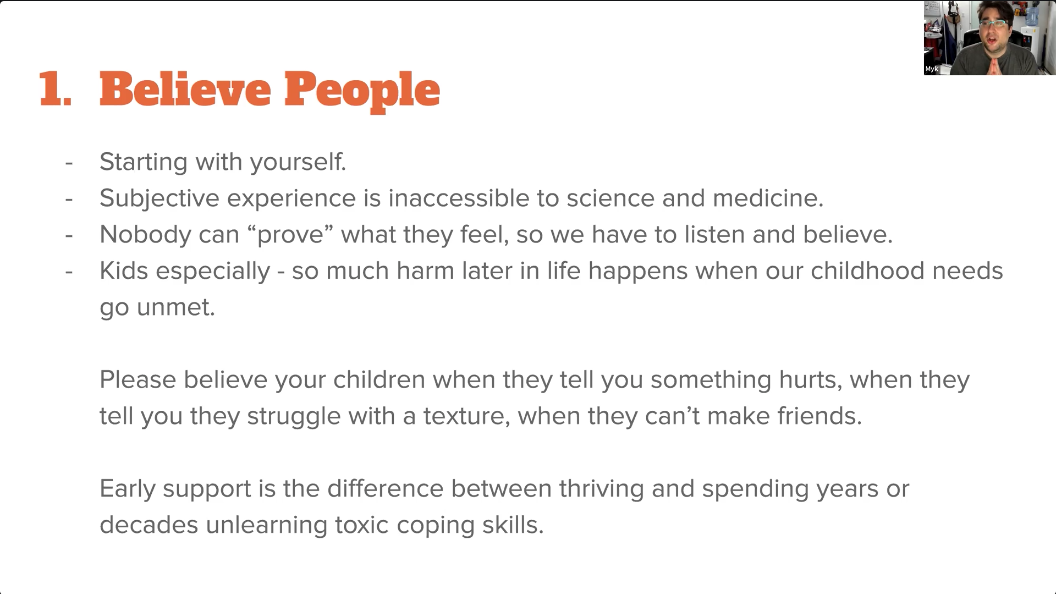 1. Believe People
- Starting with yourself.
- Subjective experience is inaccessible to science and medicine.
- Nobody can “prove” what they feel, so we have to listen and believe.
- Kids especially - so much harm later in life happens when our childhood needs
go unmet.
Please believe your children when they tell you something hurts, when they
tell you they struggle with a texture, when they can’t make friends.
Early support is the difference between thriving and spending years or
decades unlearning toxic coping skills.